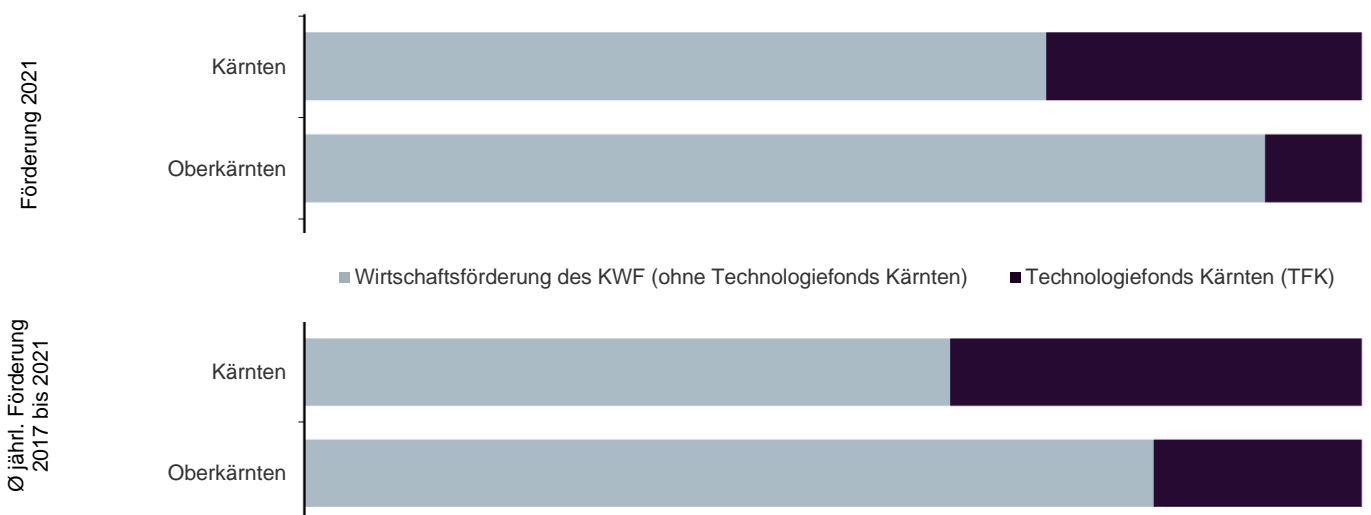 Förderung 2021
Kärnten
Oberkärnten
Wirtschaftsförderung des KWF (ohne Technologiefonds Kärnten)
Technologiefonds Kärnten (TFK)
Ø jährl. Förderung
2017 bis 2021
Kärnten
Oberkärnten